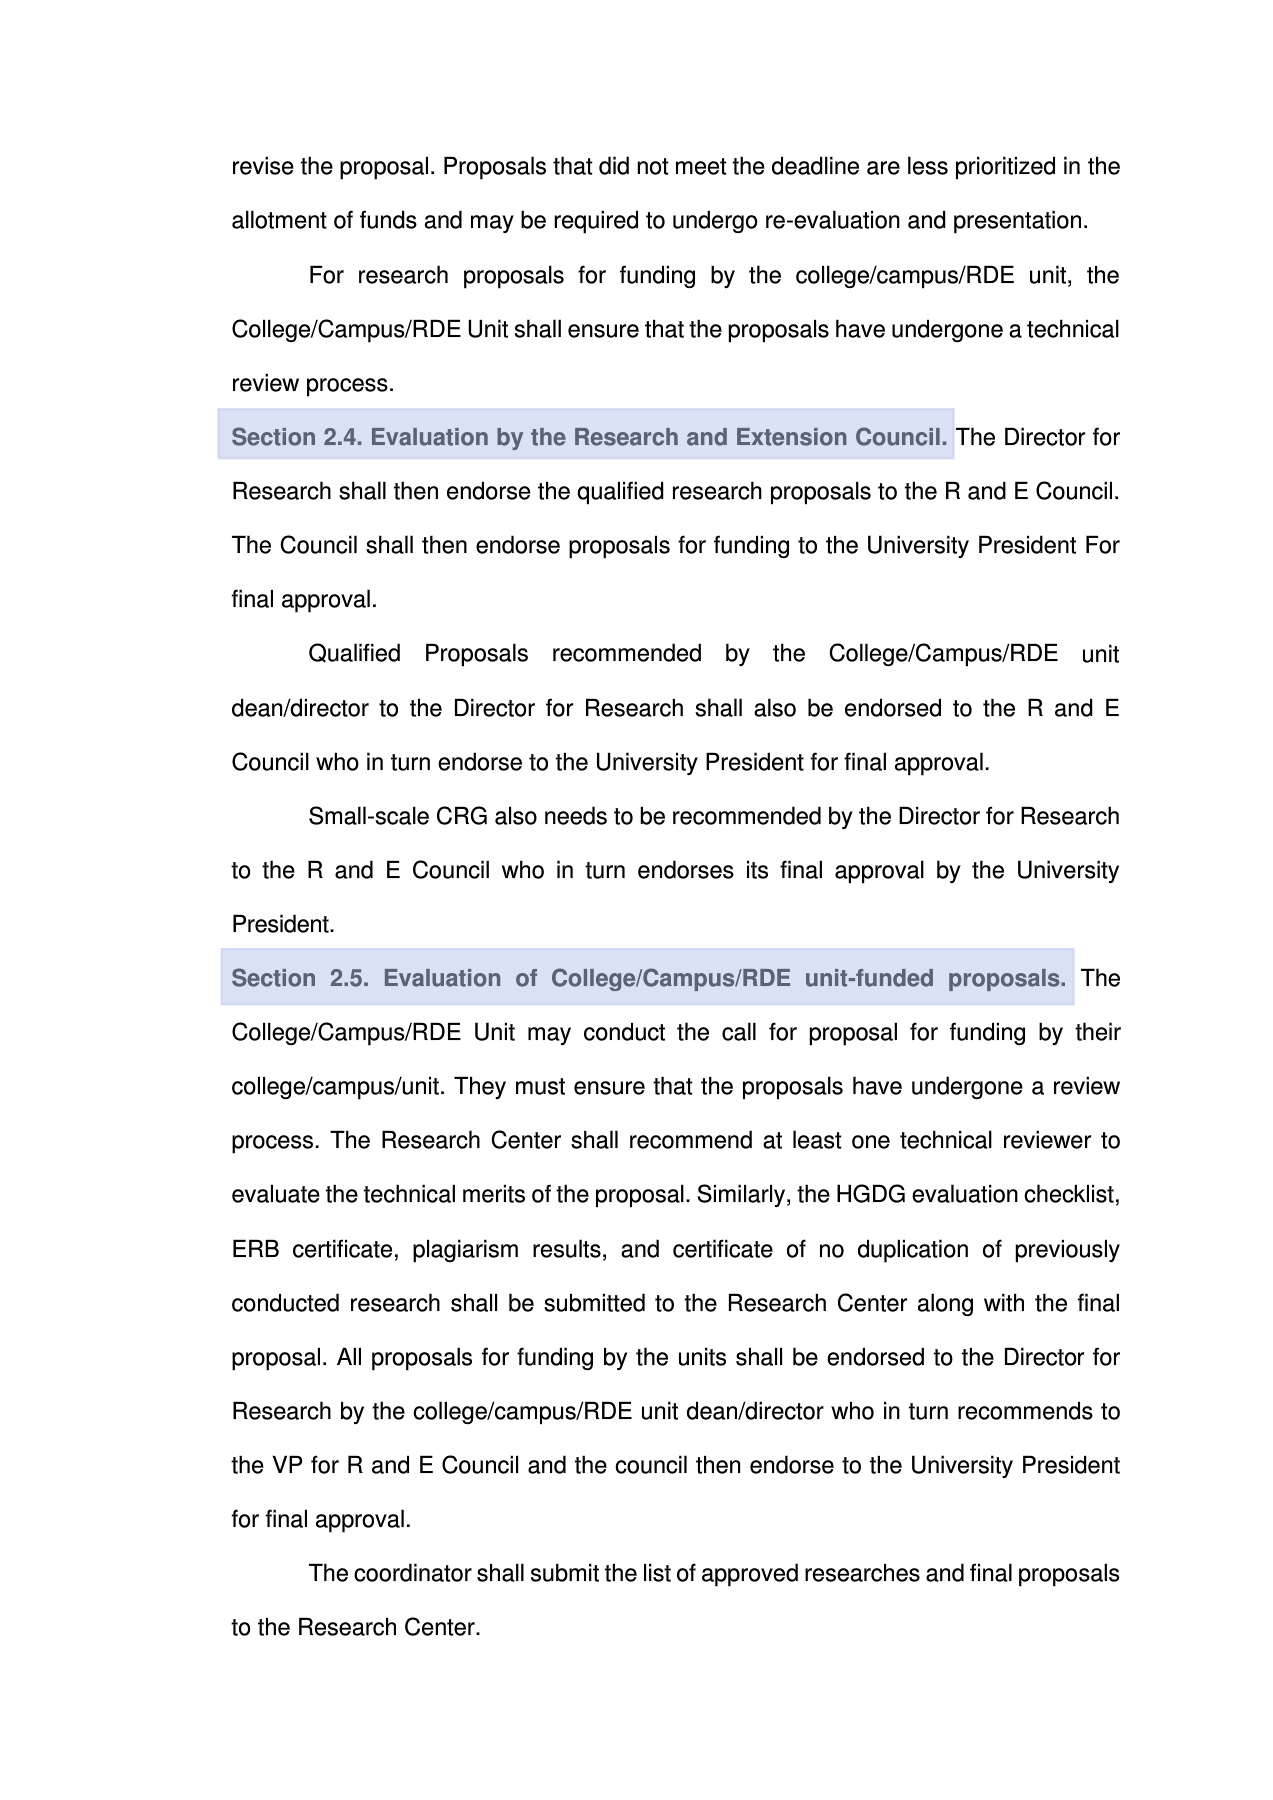 revise the proposal. Proposals that did not meet the deadline are less prioritized in the
allotment of funds and may be required to undergo re-evaluation and presentation.
For research proposals for funding by the college/campus/RDE unit, the
College/Campus/RDE Unit shall ensure that the proposals have undergone a technical
review process.
Section 2.4. Evaluation by the Research and Extension Council. The Director for
Research shall then endorse the qualified research proposals to the R and E Council.
The Council shall then endorse proposals for funding to the University President For
final approval.
Qualified Proposals recommended by the College/Campus/RDE unit
dean/director to the Director for Research shall also be endorsed to the R and E
Council who in turn endorse to the University President for final approval.
Small-scale CRG also needs to be recommended by the Director for Research
to the R and E Council who in turn endorses its final approval by the University
President.
Section 2.5. Evaluation of College/Campus/RDE unit-funded proposals. The
College/Campus/RDE Unit may conduct the call for proposal for funding by their
college/campus/unit. They must ensure that the proposals have undergone a review
process. The Research Center shall recommend at least one technical reviewer to
evaluate the technical merits of the proposal. Similarly, the HGDG evaluation checklist,
ERB certificate, plagiarism results, and certificate of no duplication of previously
conducted research shall be submitted to the Research Center along with the final
proposal. All proposals for funding by the units shall be endorsed to the Director for
Research by the college/campus/RDE unit dean/director who in turn recommends to
the VP for R and E Council and the council then endorse to the University President
for final approval.
The coordinator shall submit the list of approved researches and final proposals
to the Research Center.